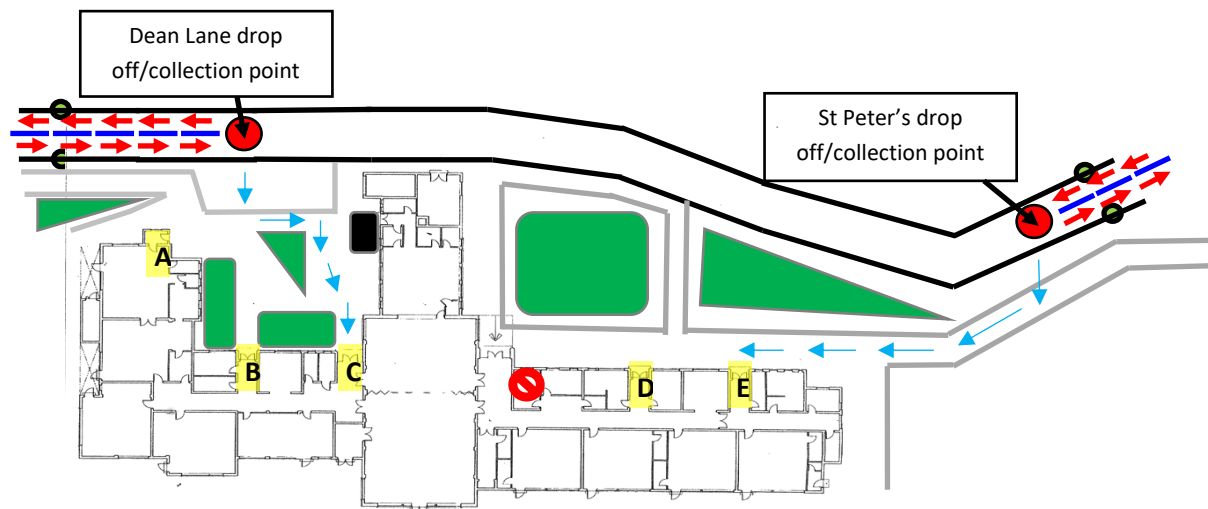 Dean Lane drop
off/collection point
St Peter’s drop
off/collection point
A
B
C
D
E